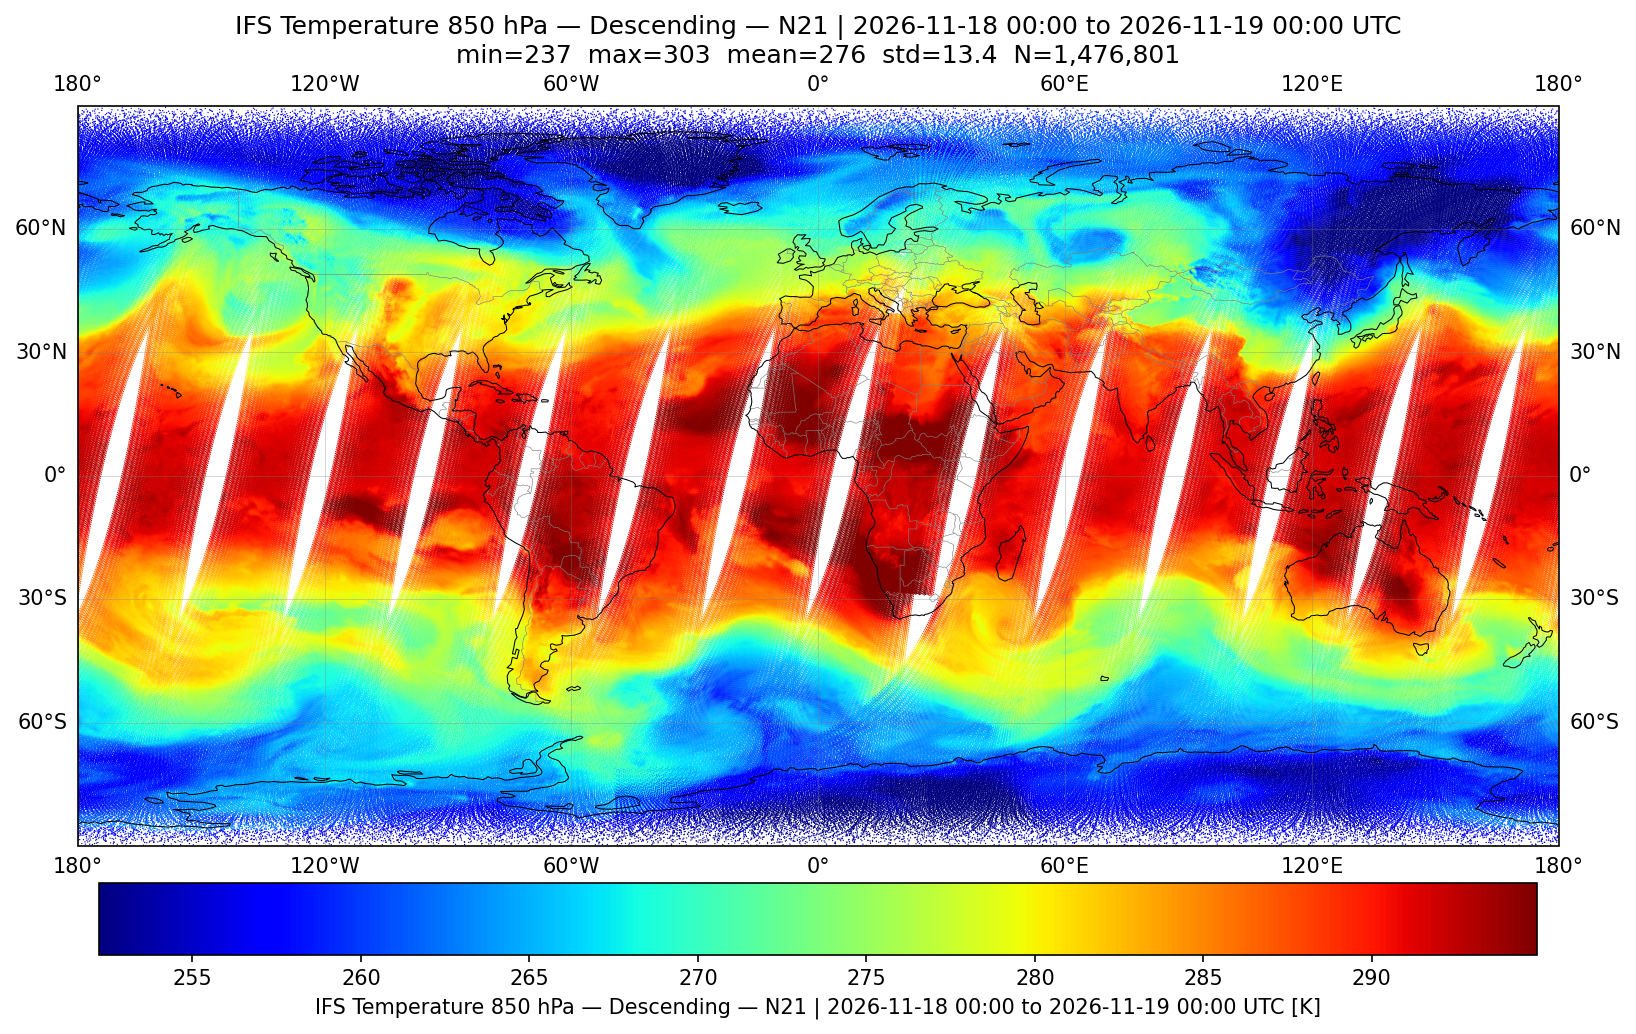 IFS Temperature 850 hPa — Descending — N21 | 2026-11-18 00:00 to 2026-11-19 00:00 UTC
min=237 max=303 mean=276 std=13.4 N=1,476,801
180° 120°W 60°W 0° 60°E 120°E 180°
60°N 60°N
30°N 30°N
0° 0°
30°S 30°S
60°S 60°S
180° 120°W 60°W 0° 60°E 120°E 180°
255 260 265 270 275 280 285 290
IFS Temperature 850 hPa — Descending — N21 | 2026-11-18 00:00 to 2026-11-19 00:00 UTC [K]